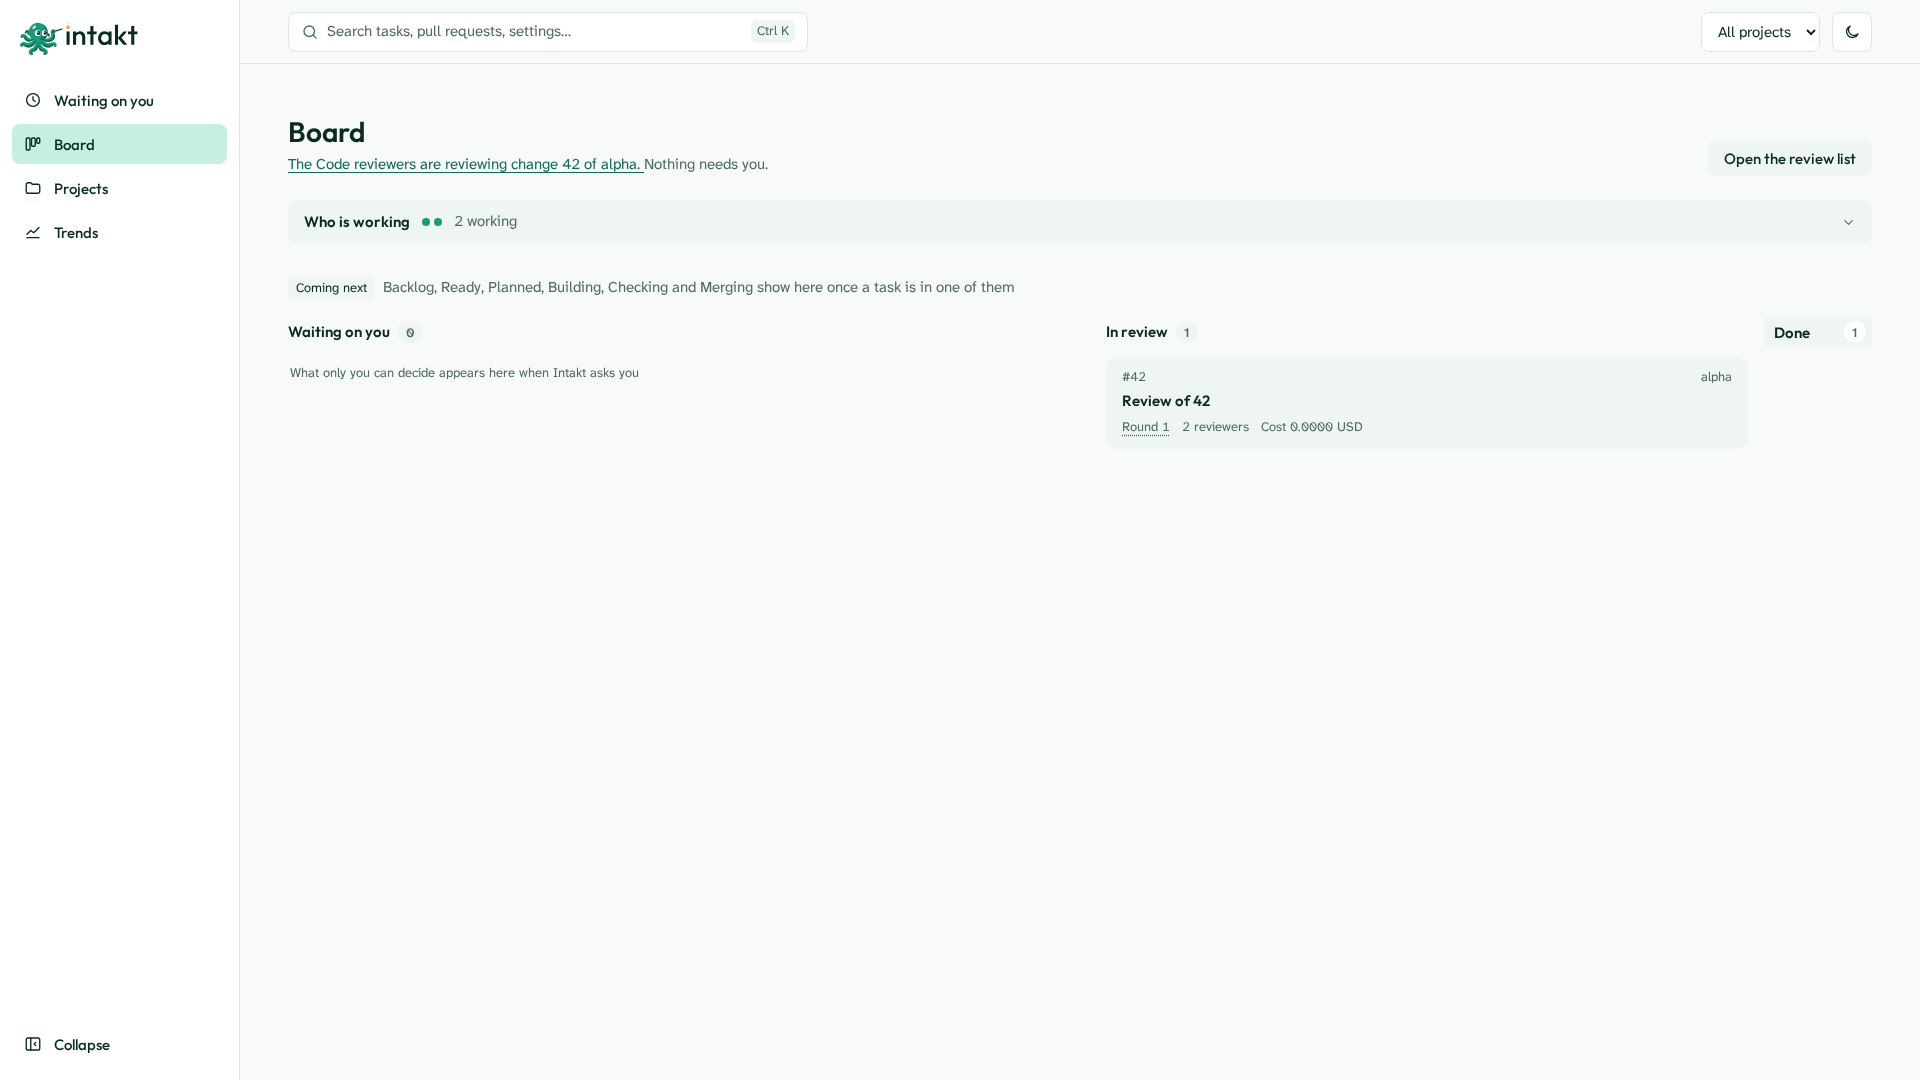 intakt
Search tasks, pull requests, settings...
Ctrl K
All projects
Waiting on you
Board
Projects
Trends
Collapse
Board
The Code reviewers are reviewing change 42 of alpha. Nothing needs you.
Open the review list
Who is working
2 working
Coming next
Backlog, Ready, Planned, Building, Checking and Merging show here once a task is in one of them
Waiting on you 0
What only you can decide appears here when Intakt asks you
In review 1
#42
alpha
Review of 42
Round 1 2 reviewers Cost 0.0000 USD
Done 1